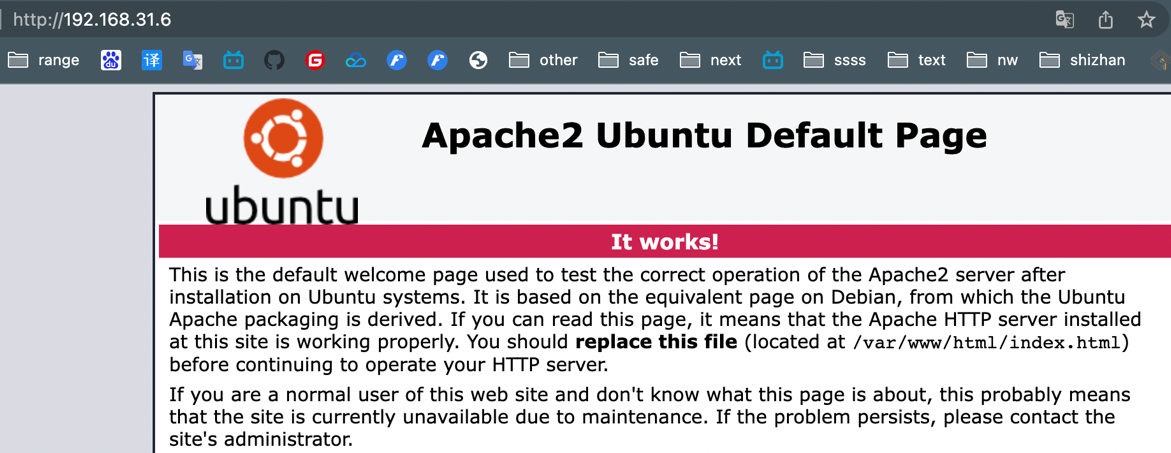 http://192.168.31.6
range
du
译
G
G
other
safe
next
ssss
text
nw
shizhan
Apache2 Ubuntu Default Page
ubuntu
It works!
This is the default welcome page used to test the correct operation of the Apache2 server after
installation on Ubuntu systems. It is based on the equivalent page on Debian, from which the Ubuntu
Apache packaging is derived. If you can read this page, it means that the Apache HTTP server installed
at this site is working properly. You should replace this file (located at /var/www/html/index.html)
before continuing to operate your HTTP server.
If you are a normal user of this web site and don't know what this page is about, this probably means
that the site is currently unavailable due to maintenance. If the problem persists, please contact the
site's administrator.